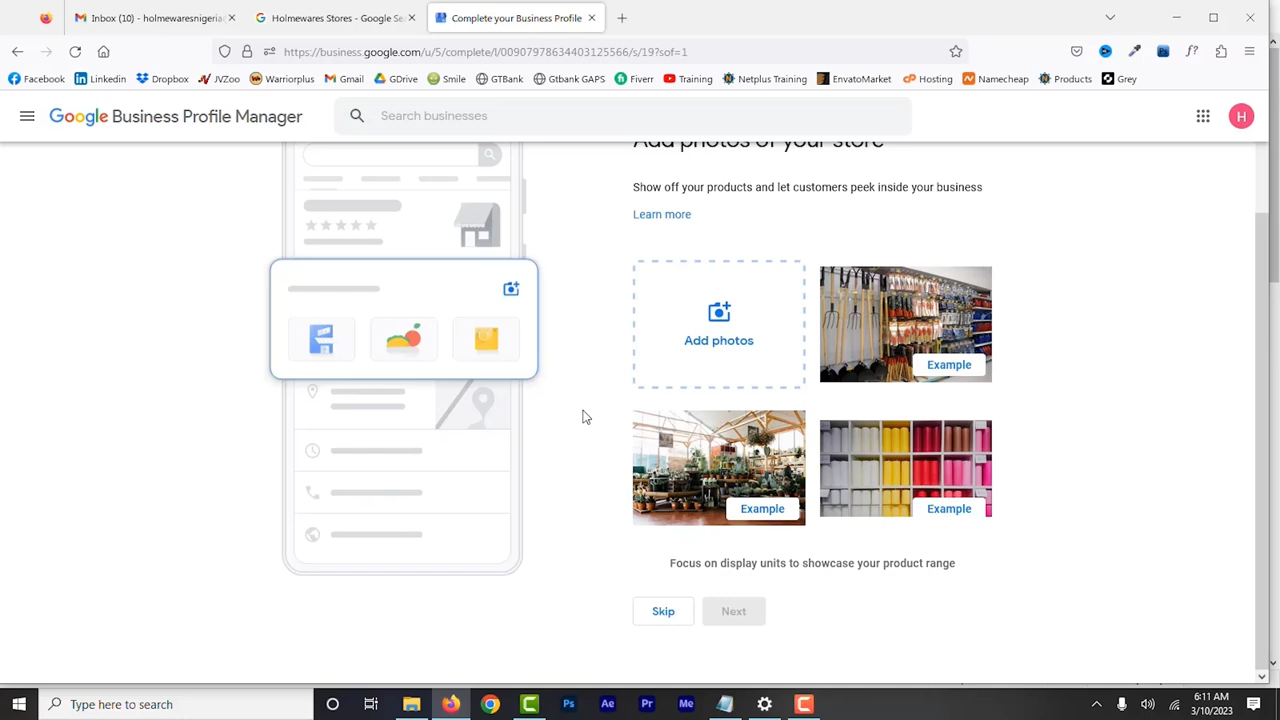 Inbox (10) - holmewaresnigeria
Holmewares Stores - Google Se
Complete your Business Profile
https://business.google.com/u/5/complete/l/00907978634403125566/s/19?sof=1
Facebook
Linkedin
Dropbox
JVZoo
Warriorplus
Gmail
GDrive
Smile
GTBank
Gtbank GAPS
Fiverr
Training
Netplus Training
EnvatoMarket
Hosting
Namecheap
Products
Grey
Google Business Profile Manager
Search businesses
H
Add photos of your store
Show off your products and let customers peek inside your business
Learn more
Add photos
Example
Example
Example
Focus on display units to showcase your product range
Skip
Next
Type here to search
Ps
Ae
Pr
Me
6:11 AM
3/10/2023